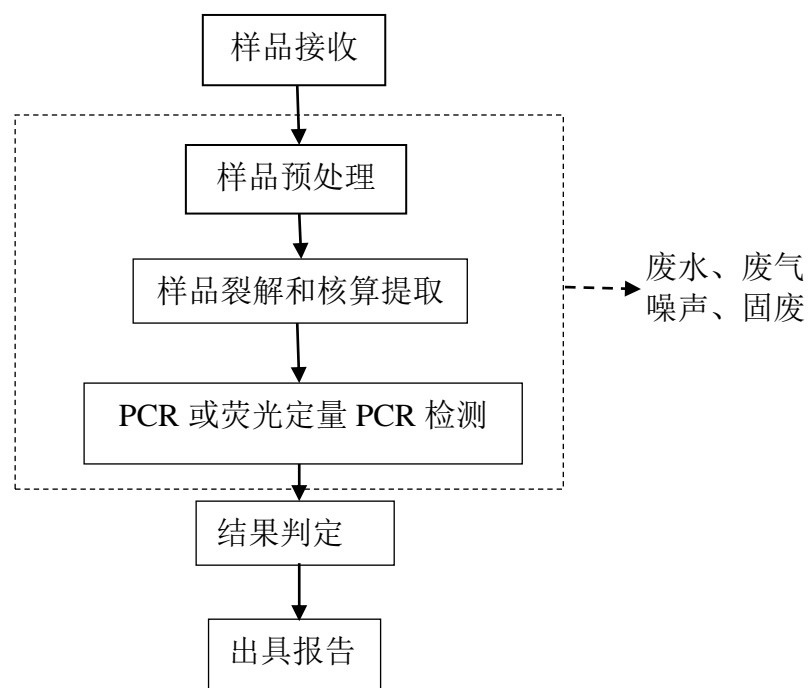 样品接收
样品预处理
样品裂解和核算提取
废水、废气
噪声、固废
PCR 或荧光定量 PCR 检测
结果判定
出具报告